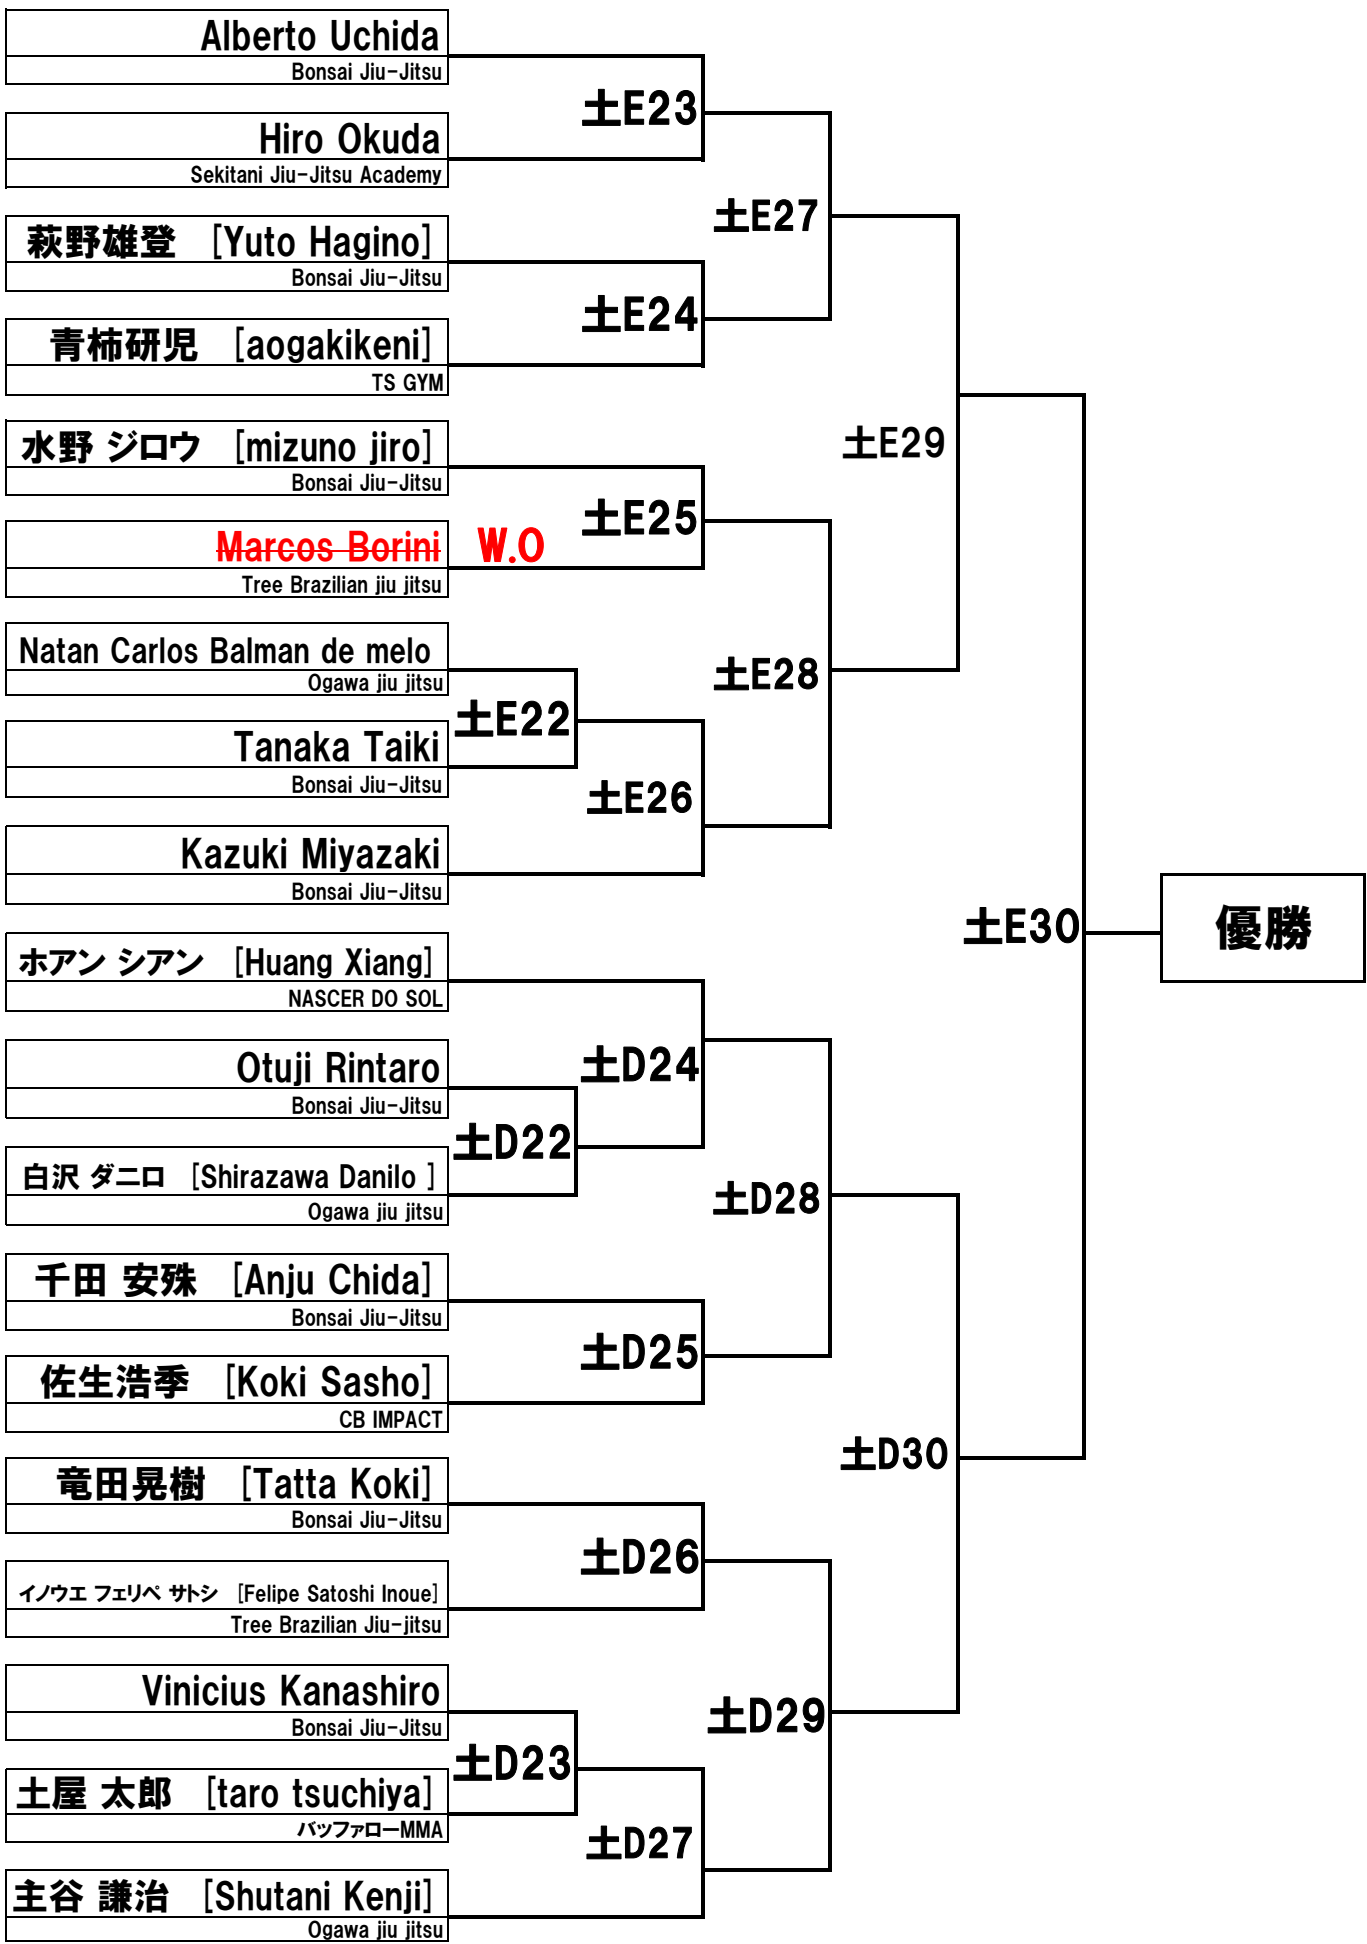 Alberto Uchida
Bonsai Jiu-Jitsu
土E23
Hiro Okuda
Sekitani Jiu-Jitsu Academy
土E27
萩野雄登 [Yuto Hagino]
Bonsai Jiu-Jitsu
土E24
青柿研児 [aogakikeni]
TS GYM
土E29
水野 ジロウ [mizuno jiro]
Bonsai Jiu-Jitsu
土E25
Marcos Borini W.O
Tree Brazilian jiu jitsu
Natan Carlos Balman de melo
Ogawa jiu jitsu
土E28
土E22
Tanaka Taiki
Bonsai Jiu-Jitsu
土E26
Kazuki Miyazaki
Bonsai Jiu-Jitsu
土E30
優勝
ホアン シアン [Huang Xiang]
NASCER DO SOL
Otuji Rintaro
Bonsai Jiu-Jitsu
土D24
土D22
白沢 ダニロ [Shirazawa Danilo ]
Ogawa jiu jitsu
土D28
千田 安殊 [Anju Chida]
Bonsai Jiu-Jitsu
土D25
佐生浩季 [Koki Sasho]
CB IMPACT
土D30
竜田晃樹 [Tatta Koki]
Bonsai Jiu-Jitsu
土D26
イノウエ フェリペ サトシ [Felipe Satoshi Inoue]
Tree Brazilian Jiu-jitsu
Vinicius Kanashiro
Bonsai Jiu-Jitsu
土D29
土D23
土屋 太郎 [taro tsuchiya]
バッファローMMA
土D27
主谷 謙治 [Shutani Kenji]
Ogawa jiu jitsu